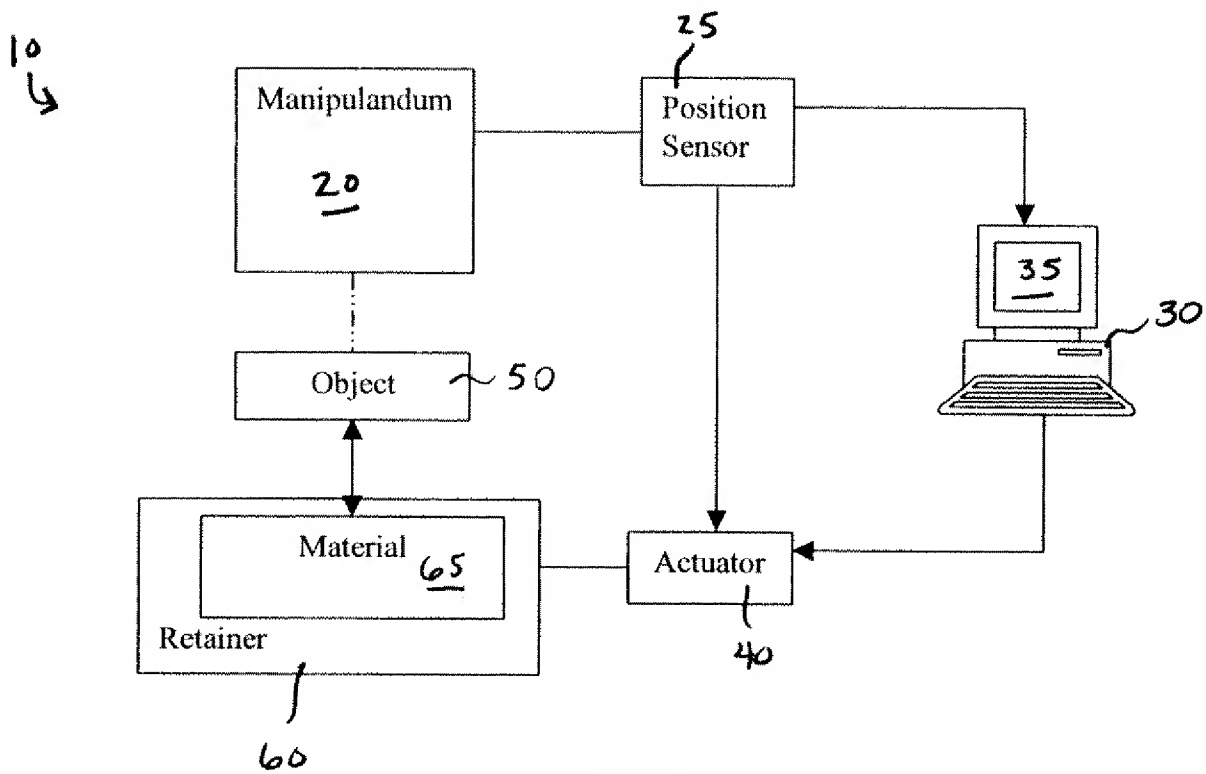 10
25
Manipulandum
20
Position
Sensor
35
30
Object
50
Material
65
Retainer
Actuator
40
60